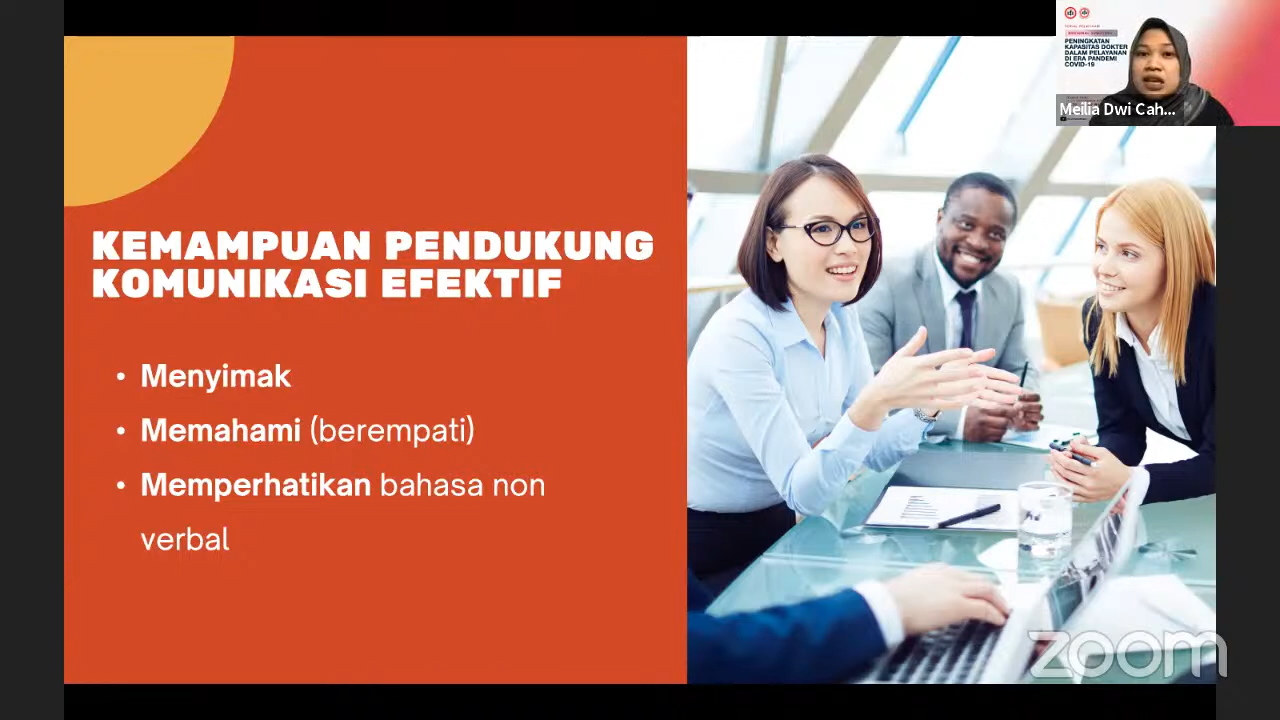 KEMAMPUAN PENDUKUNG
KOMUNIKASI EFEKTIF
• Menyimak
• Memahami (berempati)
• Memperhatikan bahasa non
verbal
PENINGKATAN
KAPASITAS DOKTER
DALAM PELAYANAN
DI ERA PANDEMI
COVID-19
Meilia Dwi Cah...
zoom